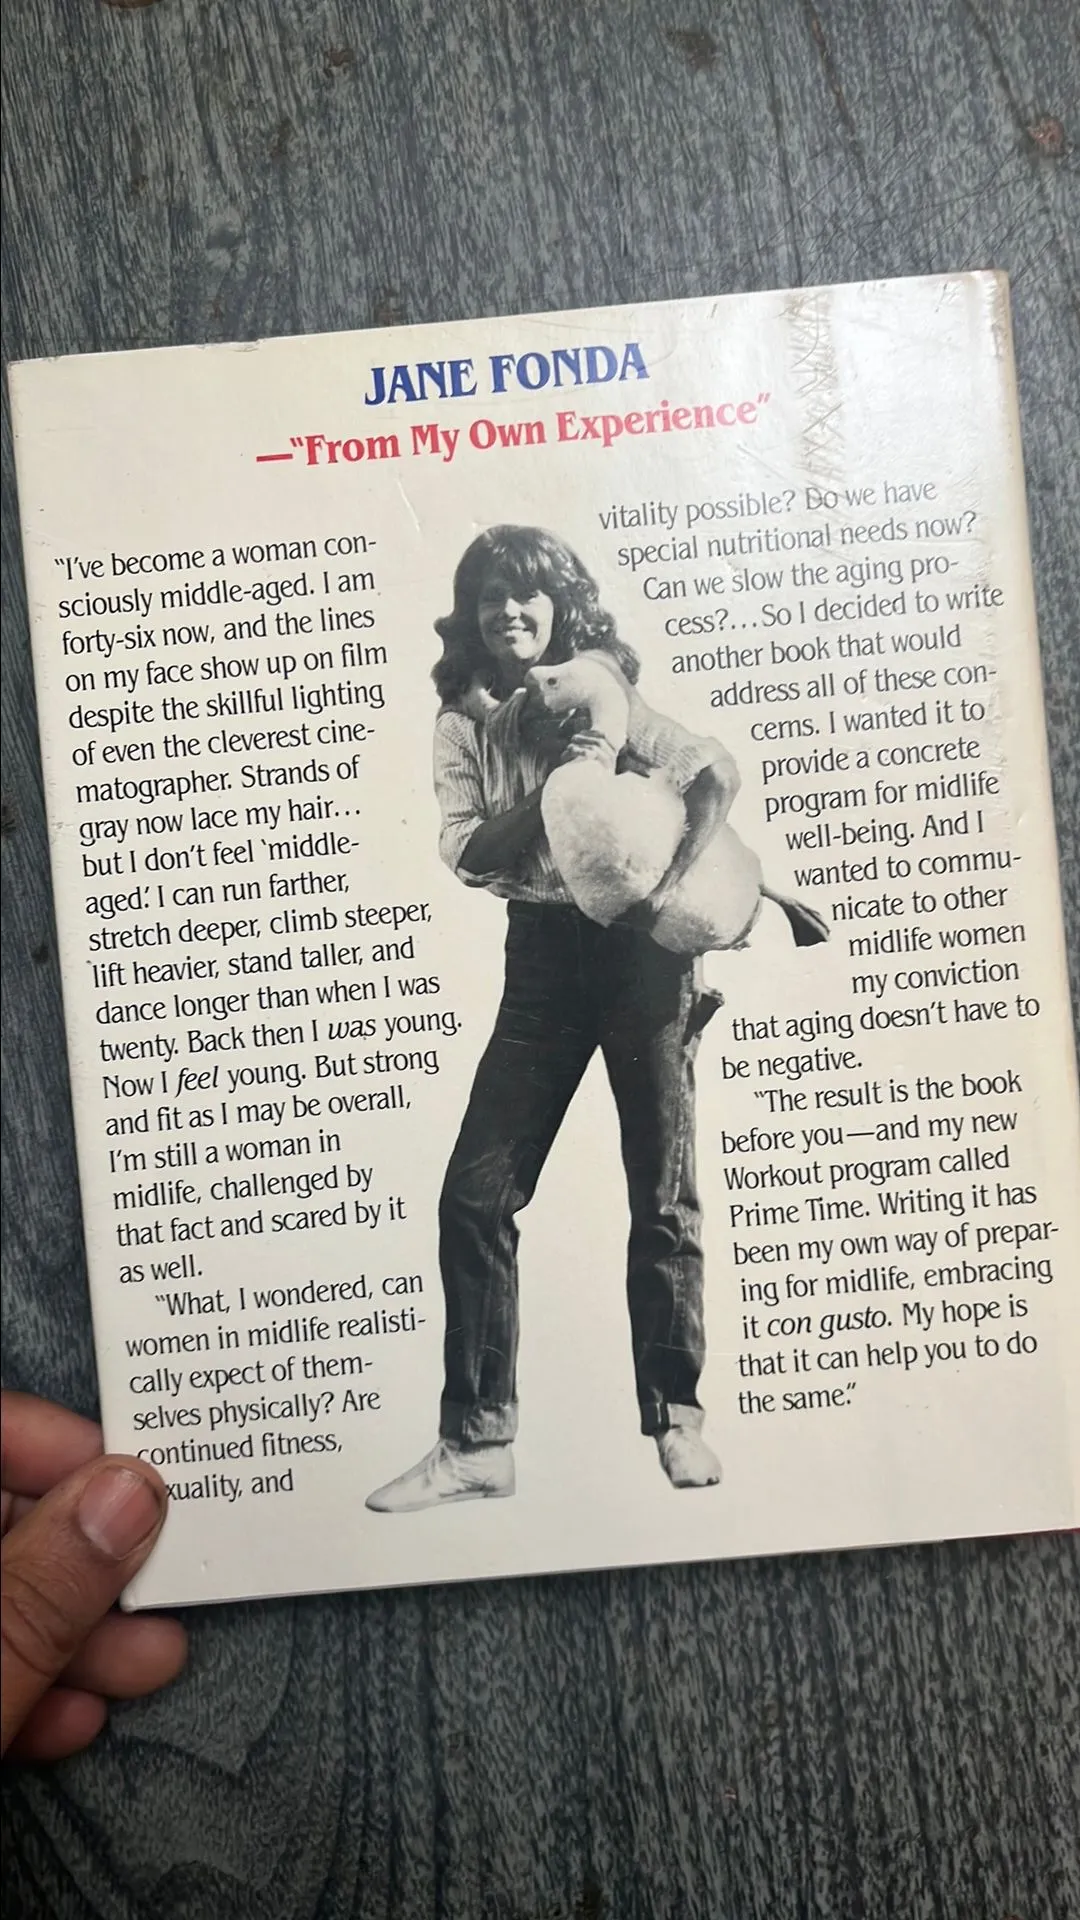 JANE FONDA
—"From My Own Experience"
"I've become a woman con-
sciously middle-aged. I am
forty-six now, and the lines
on my face show up on film
despite the skillful lighting
of even the cleverest cine-
matographer. Strands of
gray now lace my hair...
but I don't feel 'middle-
aged.' I can run farther,
stretch deeper, climb steeper,
lift heavier, stand taller, and
dance longer than when I was
twenty. Back then I was young.
Now I feel young. But strong
and fit as I may be overall,
I'm still a woman in
midlife, challenged by
that fact and scared by it
as well.
"What, I wondered, can
women in midlife realisti-
cally expect of them-
selves physically? Are
continued fitness,
xuality, and
vitality possible? Do we have
special nutritional needs now?
Can we slow the aging pro-
cess?...So I decided to write
another book that would
address all of these con-
cerns. I wanted it to
provide a concrete
program for midlife
well-being. And I
wanted to commu-
nicate to other
midlife women
my conviction
that aging doesn't have to
be negative.
"The result is the book
before you—and my new
Workout program called
Prime Time. Writing it has
been my own way of prepar-
ing for midlife, embracing
it con gusto. My hope is
that it can help you to do
the same."